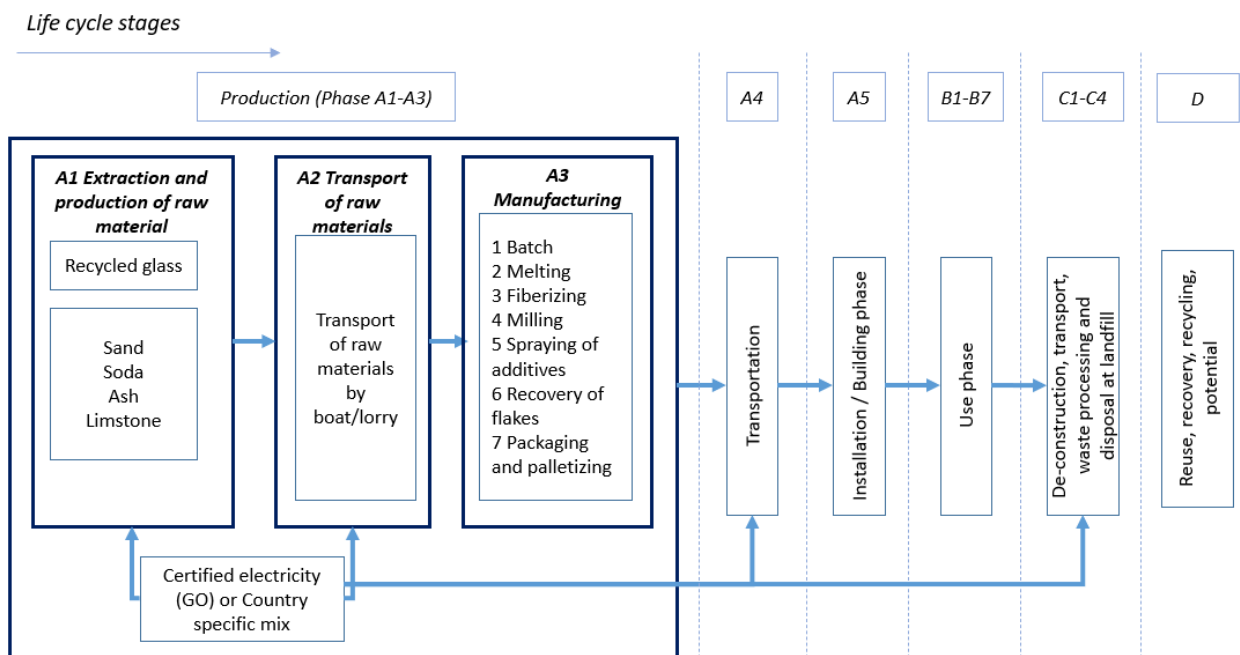 Life cycle stages
Production (Phase A1-A3)
A4
A5
B1-B7
C1-C4
D
A1 Extraction and
production of raw
material
Recycled glass
Sand
Soda
Ash
Limstone
A2 Transport
of raw
materials
Transport
of raw
materials
by
boat/lorry
A3
Manufacturing
1 Batch
2 Melting
3 Fiberizing
4 Milling
5 Spraying of
additives
6 Recovery of
flakes
7 Packaging
and palletizing
Transportation
Installation / Building phase
Use phase
De-construction, transport,
waste processing and
disposal at landfill
Reuse, recovery, recycling,
potential
Certified electricity
(GO) or Country
specific mix